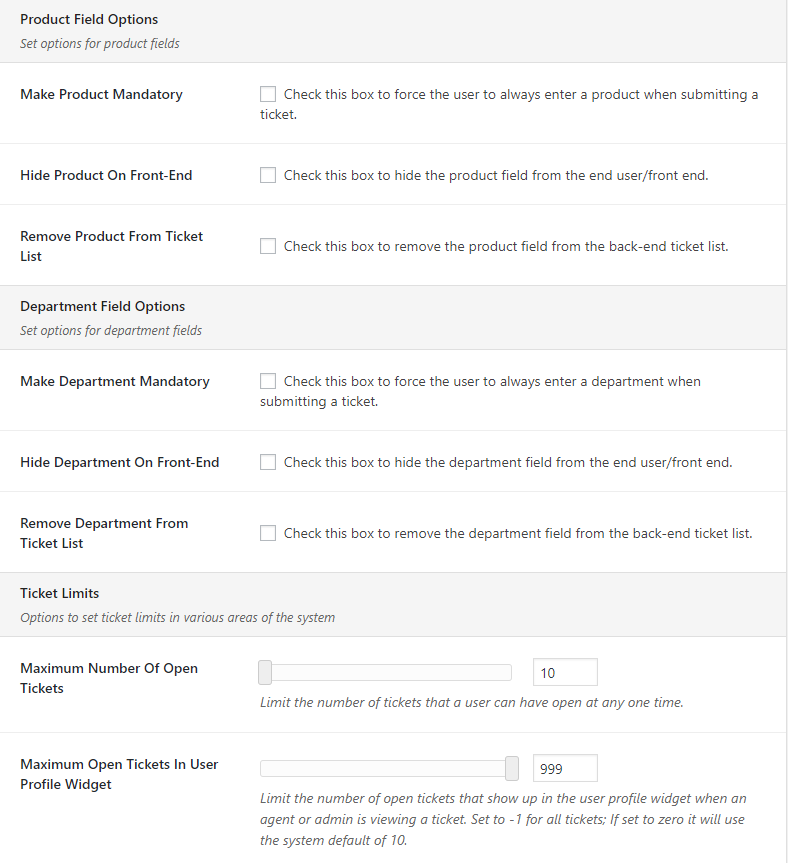 Product Field Options
Set options for product fields
Make Product Mandatory
Check this box to force the user to always enter a product when submitting a
ticket.
Hide Product On Front-End
Check this box to hide the product field from the end user/front end.
Remove Product From Ticket
List
Check this box to remove the product field from the back-end ticket list.
Department Field Options
Set options for department fields
Make Department Mandatory
Check this box to force the user to always enter a department when
submitting a ticket.
Hide Department On Front-End
Check this box to hide the department field from the end user/front end.
Remove Department From
Ticket List
Check this box to remove the department field from the back-end ticket list.
Ticket Limits
Options to set ticket limits in various areas of the system
Maximum Number Of Open
Tickets
10
Limit the number of tickets that a user can have open at any one time.
Maximum Open Tickets In User
Profile Widget
999
Limit the number of open tickets that show up in the user profile widget when an
agent or admin is viewing a ticket. Set to -1 for all tickets; If set to zero it will use
the system default of 10.